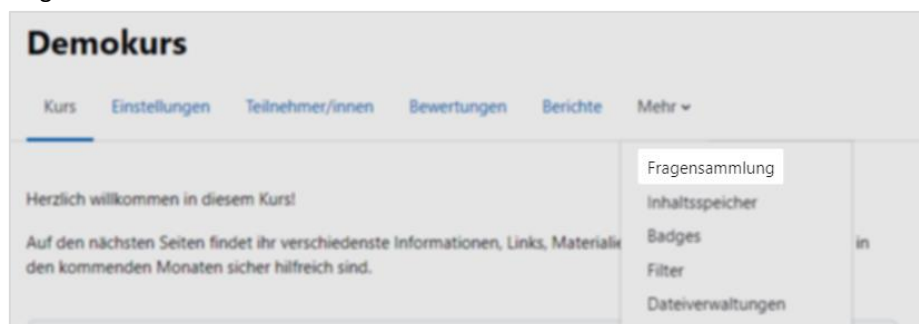 Demokurs
Kurs Einstellungen Teilnehmer/innen Bewertungen Berichte Mehr
Fragensammlung
Herzlich willkommen in diesem Kurs!
Inhaltsspeicher
Badges
Auf den nächsten Seiten findet ihr verschiedenste Informationen, Links, Materialie in
den kommenden Monaten sicher hilfreich sind.
Filter
Dateiverwaltungen